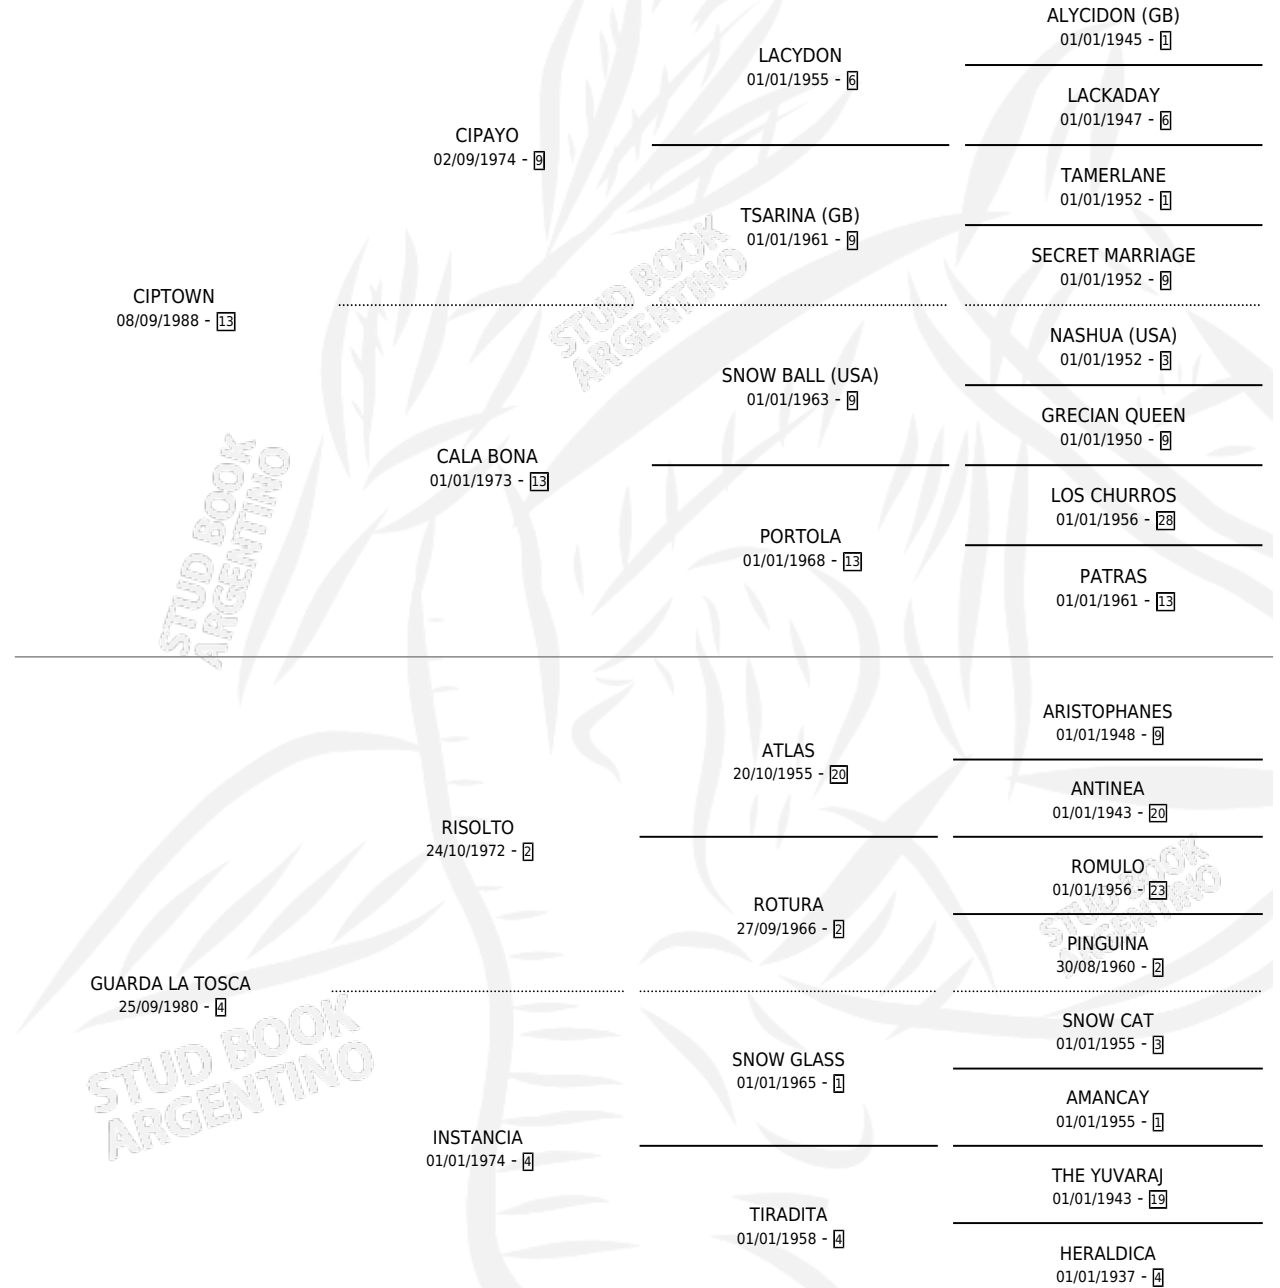 ALYCIDON (GB)
01/01/1945 - 1
LACYDON
01/01/1955 - 6
LACKADAY
01/01/1947 - 6
CIPAYO
02/09/1974 - 9
TAMERLANE
01/01/1952 - 1
TSARINA (GB)
01/01/1961 - 9
SECRET MARRIAGE
01/01/1952 - 9
CIPTOWN
08/09/1988 - 13
NASHUA (USA)
01/01/1952 - 3
SNOW BALL (USA)
01/01/1963 - 9
GRECIAN QUEEN
01/01/1950 - 9
CALA BONA
01/01/1973 - 13
LOS CHURROS
01/01/1956 - 28
PORTOLA
01/01/1968 - 13
PATRAS
01/01/1961 - 13
ARISTOPHANES
01/01/1948 - 9
ATLAS
20/10/1955 - 20
ANTINEA
01/01/1943 - 20
RISOLTO
24/10/1972 - 2
ROMULO
01/01/1956 - 23
ROTURA
27/09/1966 - 2
PINGUINA
30/08/1960 - 2
GUARDA LA TOSCA
25/09/1980 - 4
SNOW CAT
01/01/1955 - 3
SNOW GLASS
01/01/1965 - 1
AMANCAY
01/01/1955 - 1
INSTANCIA
01/01/1974 - 4
THE YUVARAJ
01/01/1943 - 19
TIRADITA
01/01/1958 - 4
HERALDICA
01/01/1937 - 4
STUD BOOK
ARGENTINO
STUD BOOK
ARGENTINO
STUD BOOK
ARGENTINO
STUD BOOK
ARGENTINO